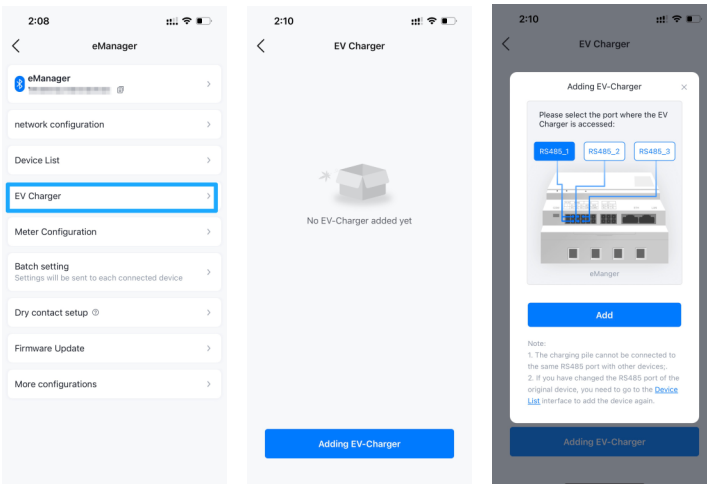 2:08
eManager
eManager
network configuration
Device List
EV Charger
Meter Configuration
Batch setting
Settings will be sent to each connected device
Dry contact setup
Firmware Update
More configurations
2:10
EV Charger
No EV-Charger added yet
Adding EV-Charger
2:10
EV Charger
Adding EV-Charger
Please select the port where the EV
Charger is accessed:
RS485_1
RS485_2
RS485_3
eManger
Add
Note:
1. The charging pile cannot be connected to
the same RS485 port with other devices;.
2. If you have changed the RS485 port of the
original device, you need to go to the Device
List interface to add the device again.
Adding EV-Charger